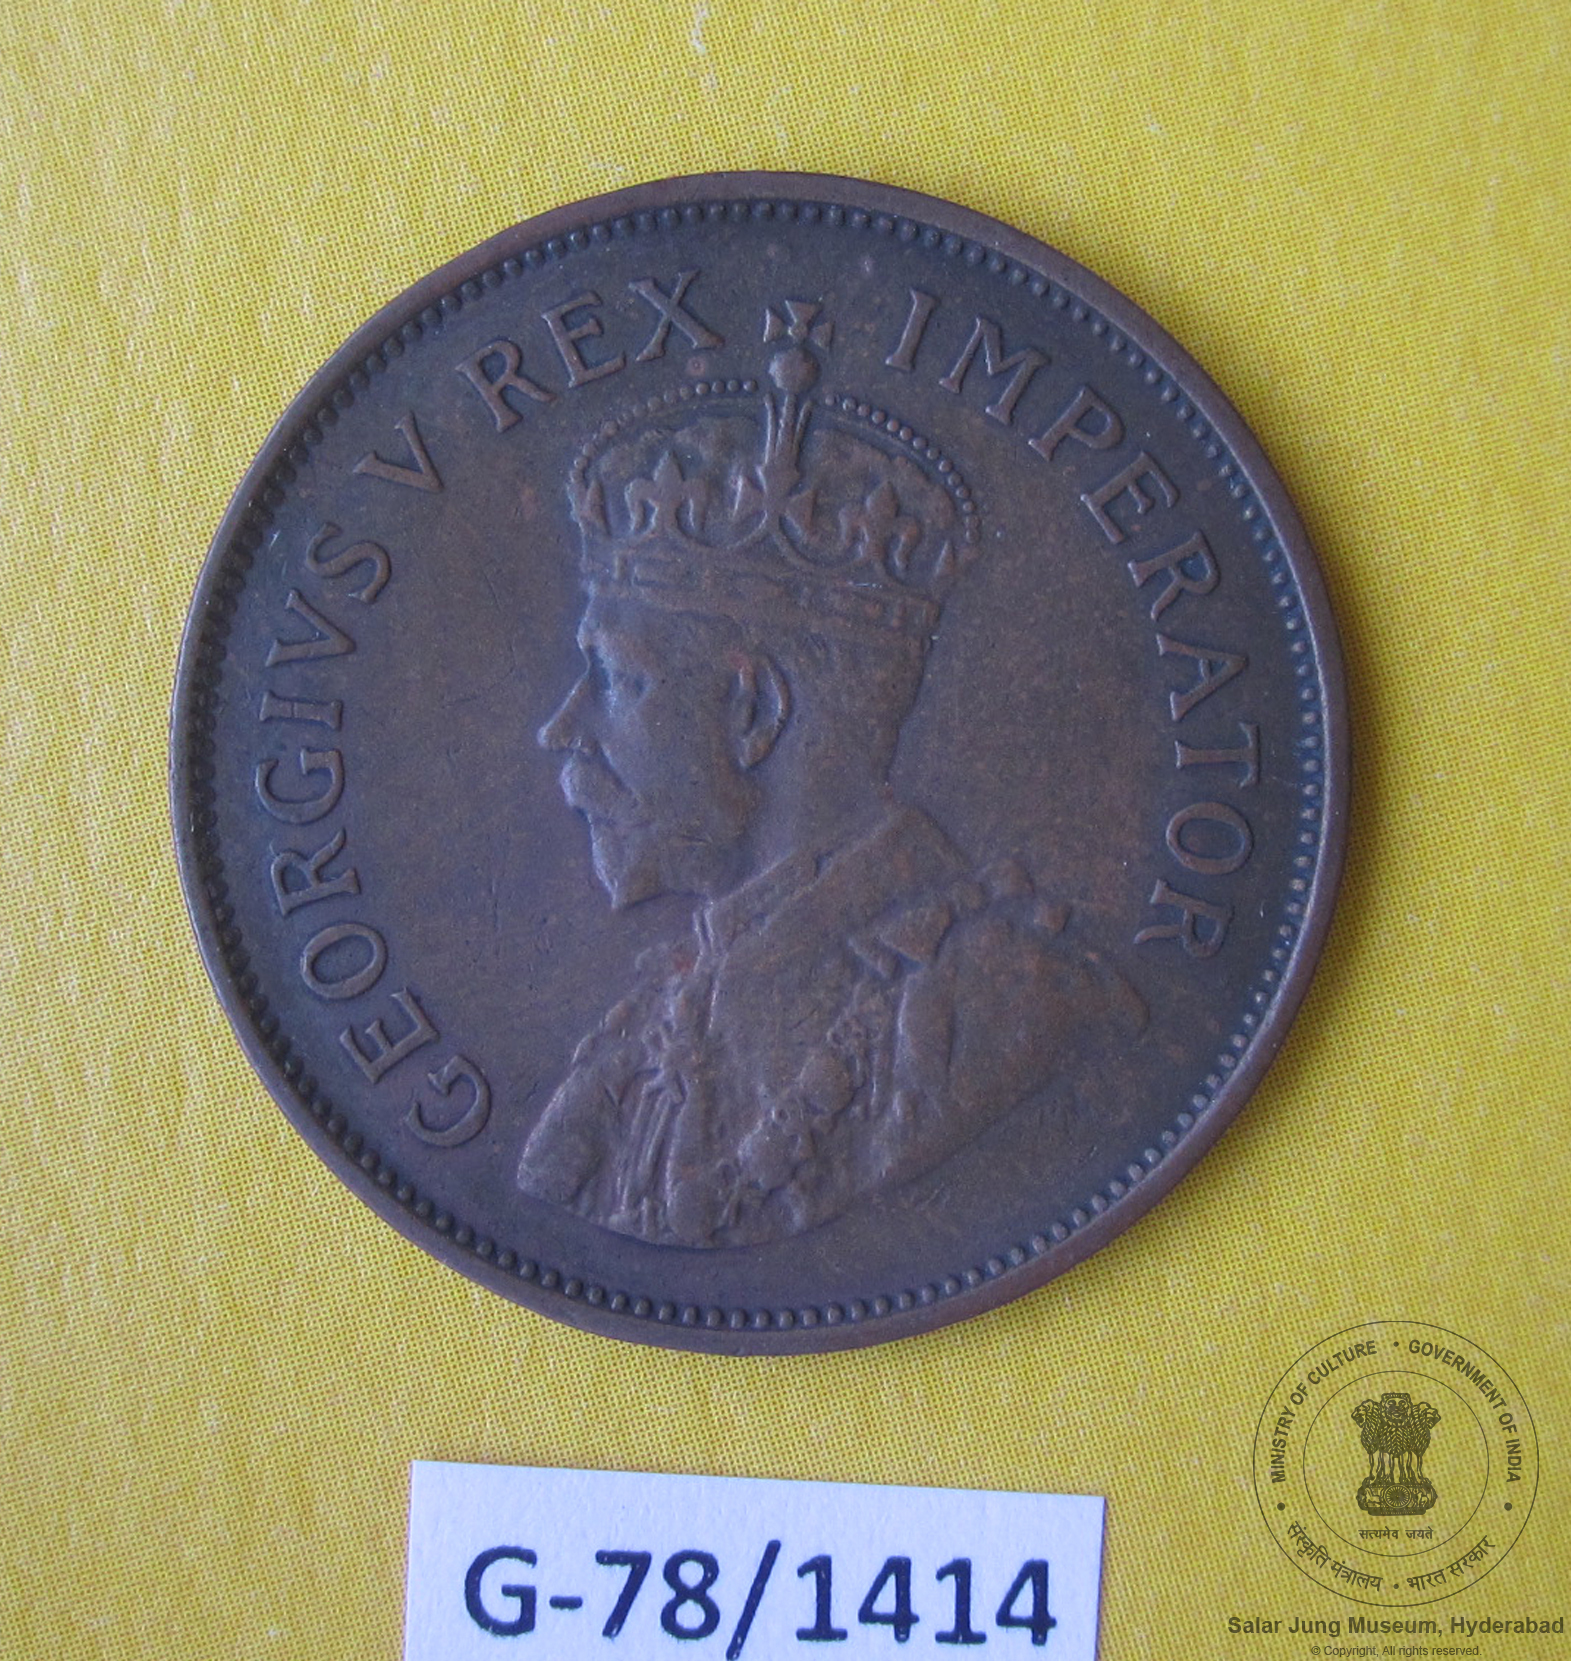 GEORGIVS V REX IMPERATOR
G-78/1414
MINISTRY OF CULTURE • GOVERNMENT OF INDIA
सत्यमेव जयते
• संस्कृति मंत्रालय • भारत सरकार •
Salar Jung Museum, Hyderabad
© Copyright, All rights reserved.